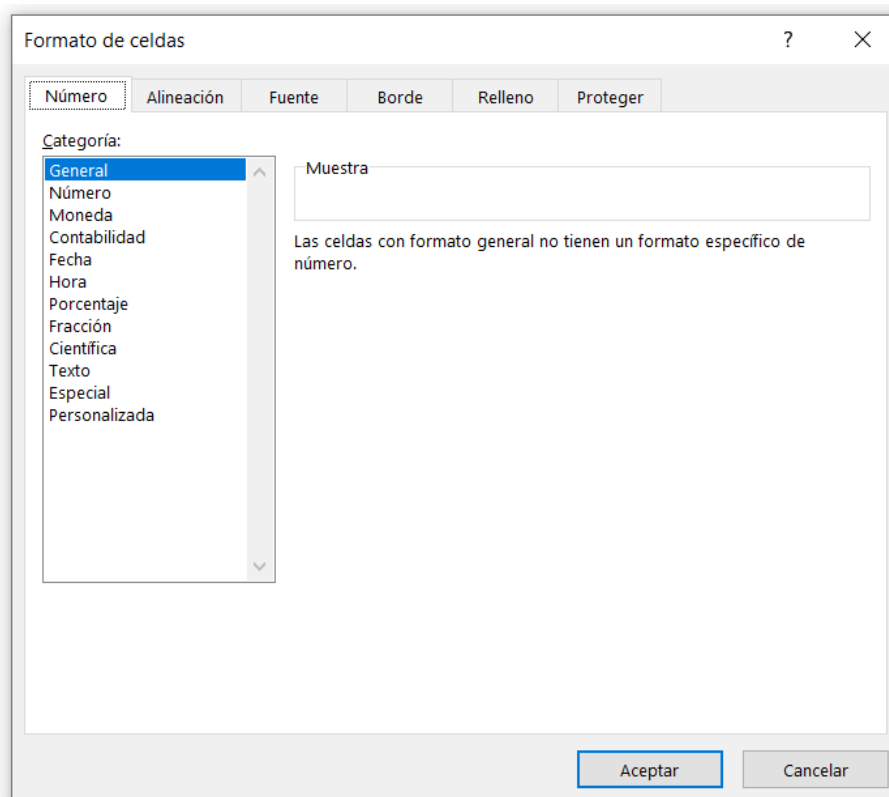 Formato de celdas ?
Número Alineación Fuente Borde Relleno Proteger
Categoría:
General
Número
Moneda
Contabilidad
Fecha
Hora
Porcentaje
Fracción
Científica
Texto
Especial
Personalizada
Muestra
Las celdas con formato general no tienen un formato específico de
número.
Aceptar Cancelar